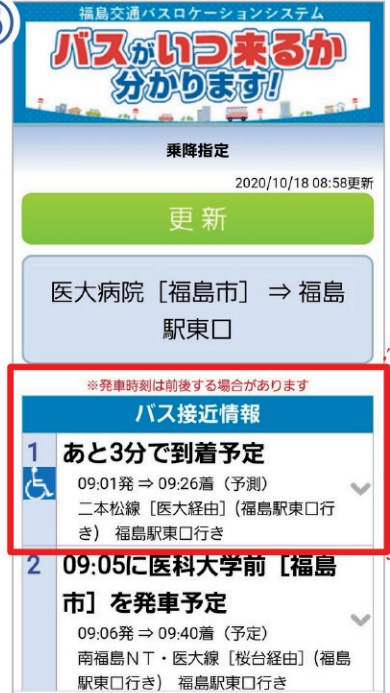 福島交通バスロケーションシステム
バスがいつ来るか
分かります!
乗降指定
2020/10/18 08:58更新
更新
医大病院［福島市］ ⇒ 福島
駅東口
※発車時刻は前後する場合があります
バス接近情報
1 あと3分で到着予定
09:01発 ⇒ 09:26着（予測）
二本松線［医大経由］(福島駅東口行
き) 福島駅東口行き
2 09:05に医科大学前［福島
市］を発車予定
09:06発 ⇒ 09:40着（予定）
南福島ＮＴ・医大線［桜台経由］(福島
駅東口行き) 福島駅東口行き